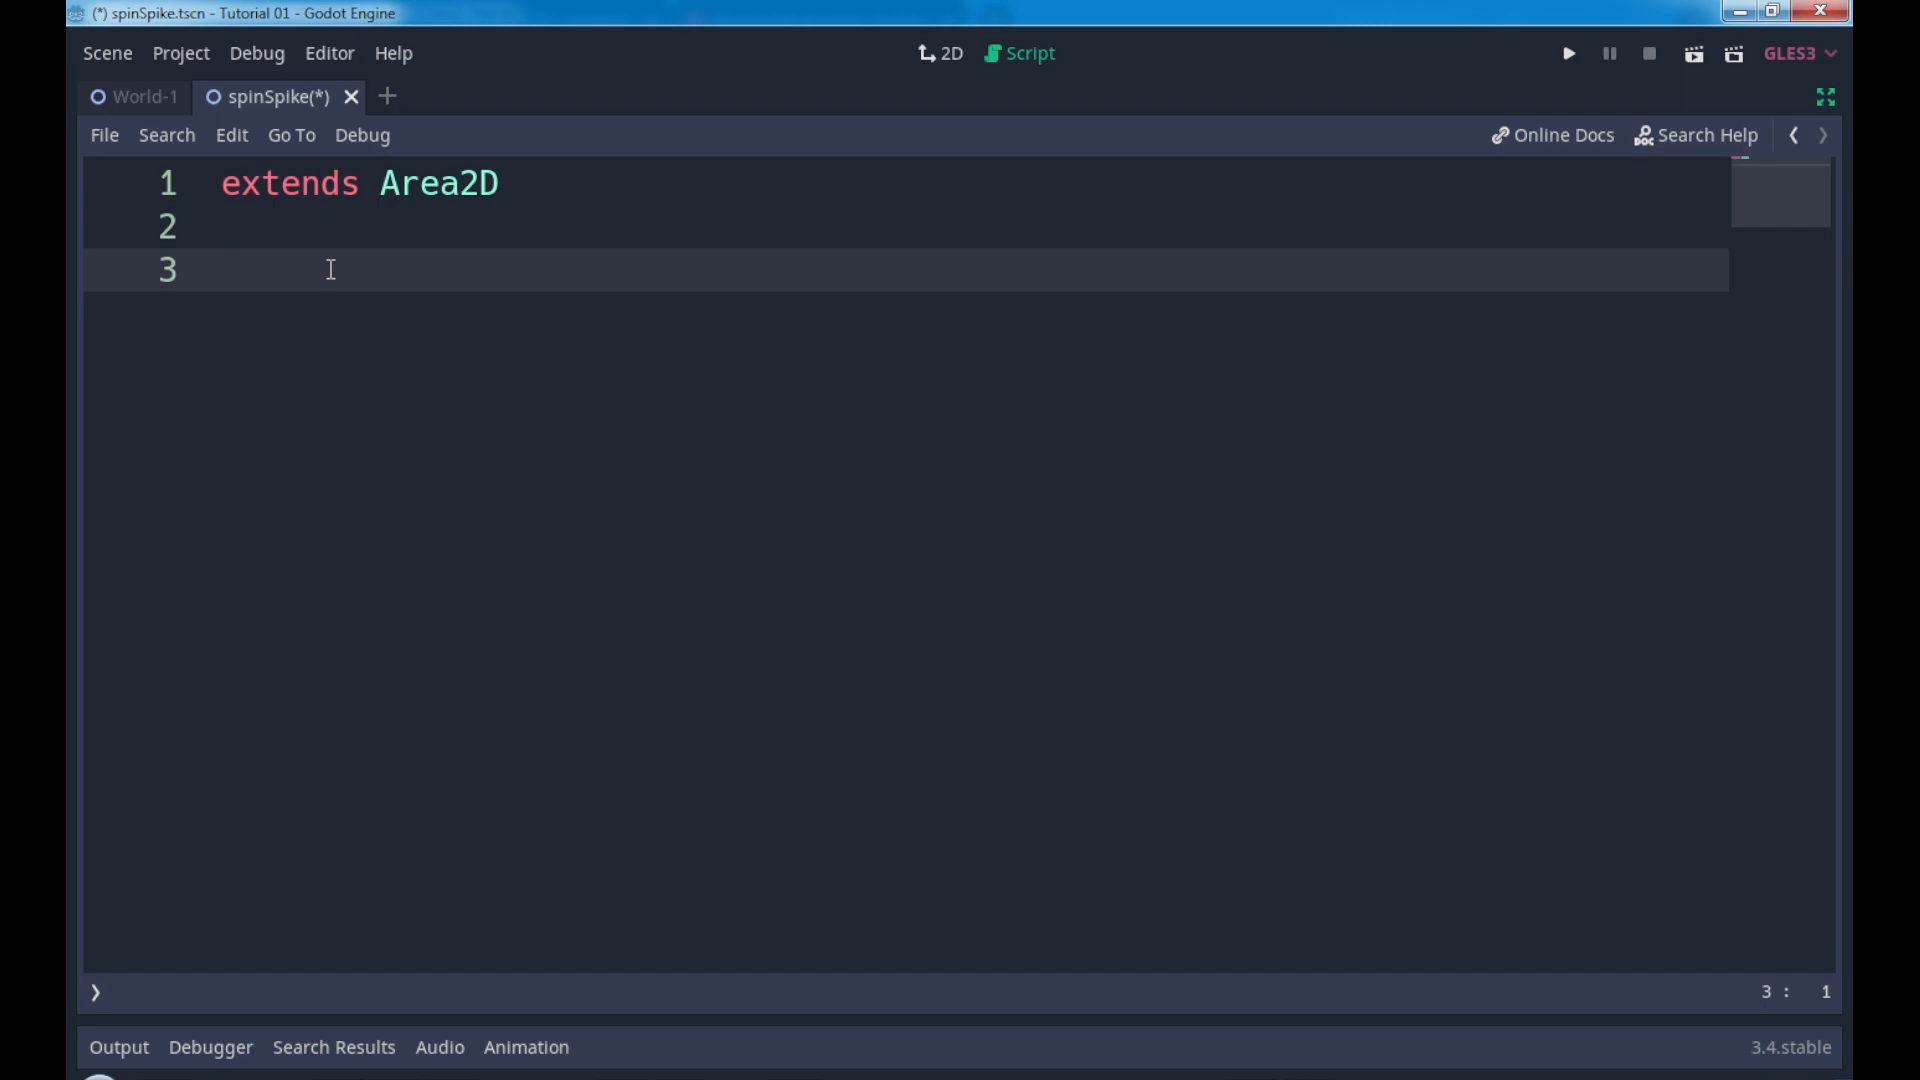 (*) spinSpike.tscn - Tutorial 01 - Godot Engine
Scene Project Debug Editor Help 2D Script GLES3
World-1 spinSpike(*)
File Search Edit Go To Debug Online Docs Search Help
1 extends Area2D
2
3
3 : 1
Output Debugger Search Results Audio Animation 3.4.stable